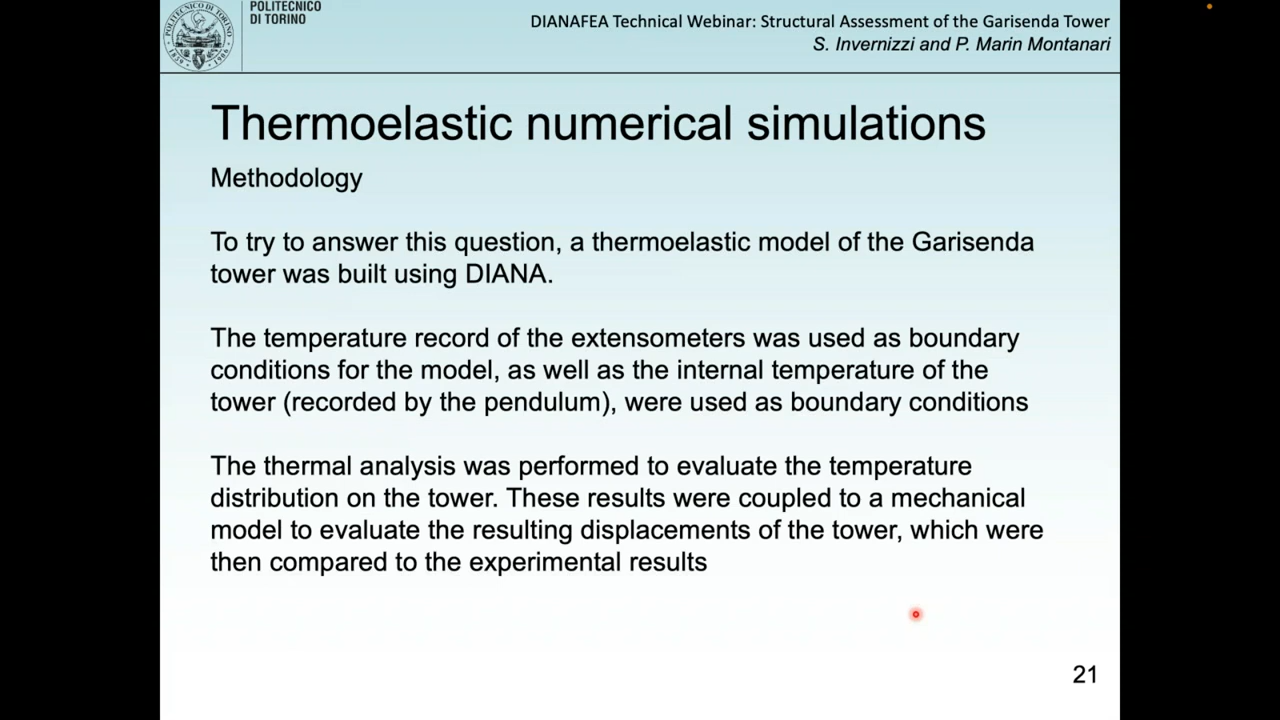 POLITECNICO
DI TORINO
DIANAFEA Technical Webinar: Structural Assessment of the Garisenda Tower
S. Invernizzi and P. Marin Montanari
Thermoelastic numerical simulations
Methodology
To try to answer this question, a thermoelastic model of the Garisenda
tower was built using DIANA.
The temperature record of the extensometers was used as boundary
conditions for the model, as well as the internal temperature of the
tower (recorded by the pendulum), were used as boundary conditions
The thermal analysis was performed to evaluate the temperature
distribution on the tower. These results were coupled to a mechanical
model to evaluate the resulting displacements of the tower, which were
then compared to the experimental results
21